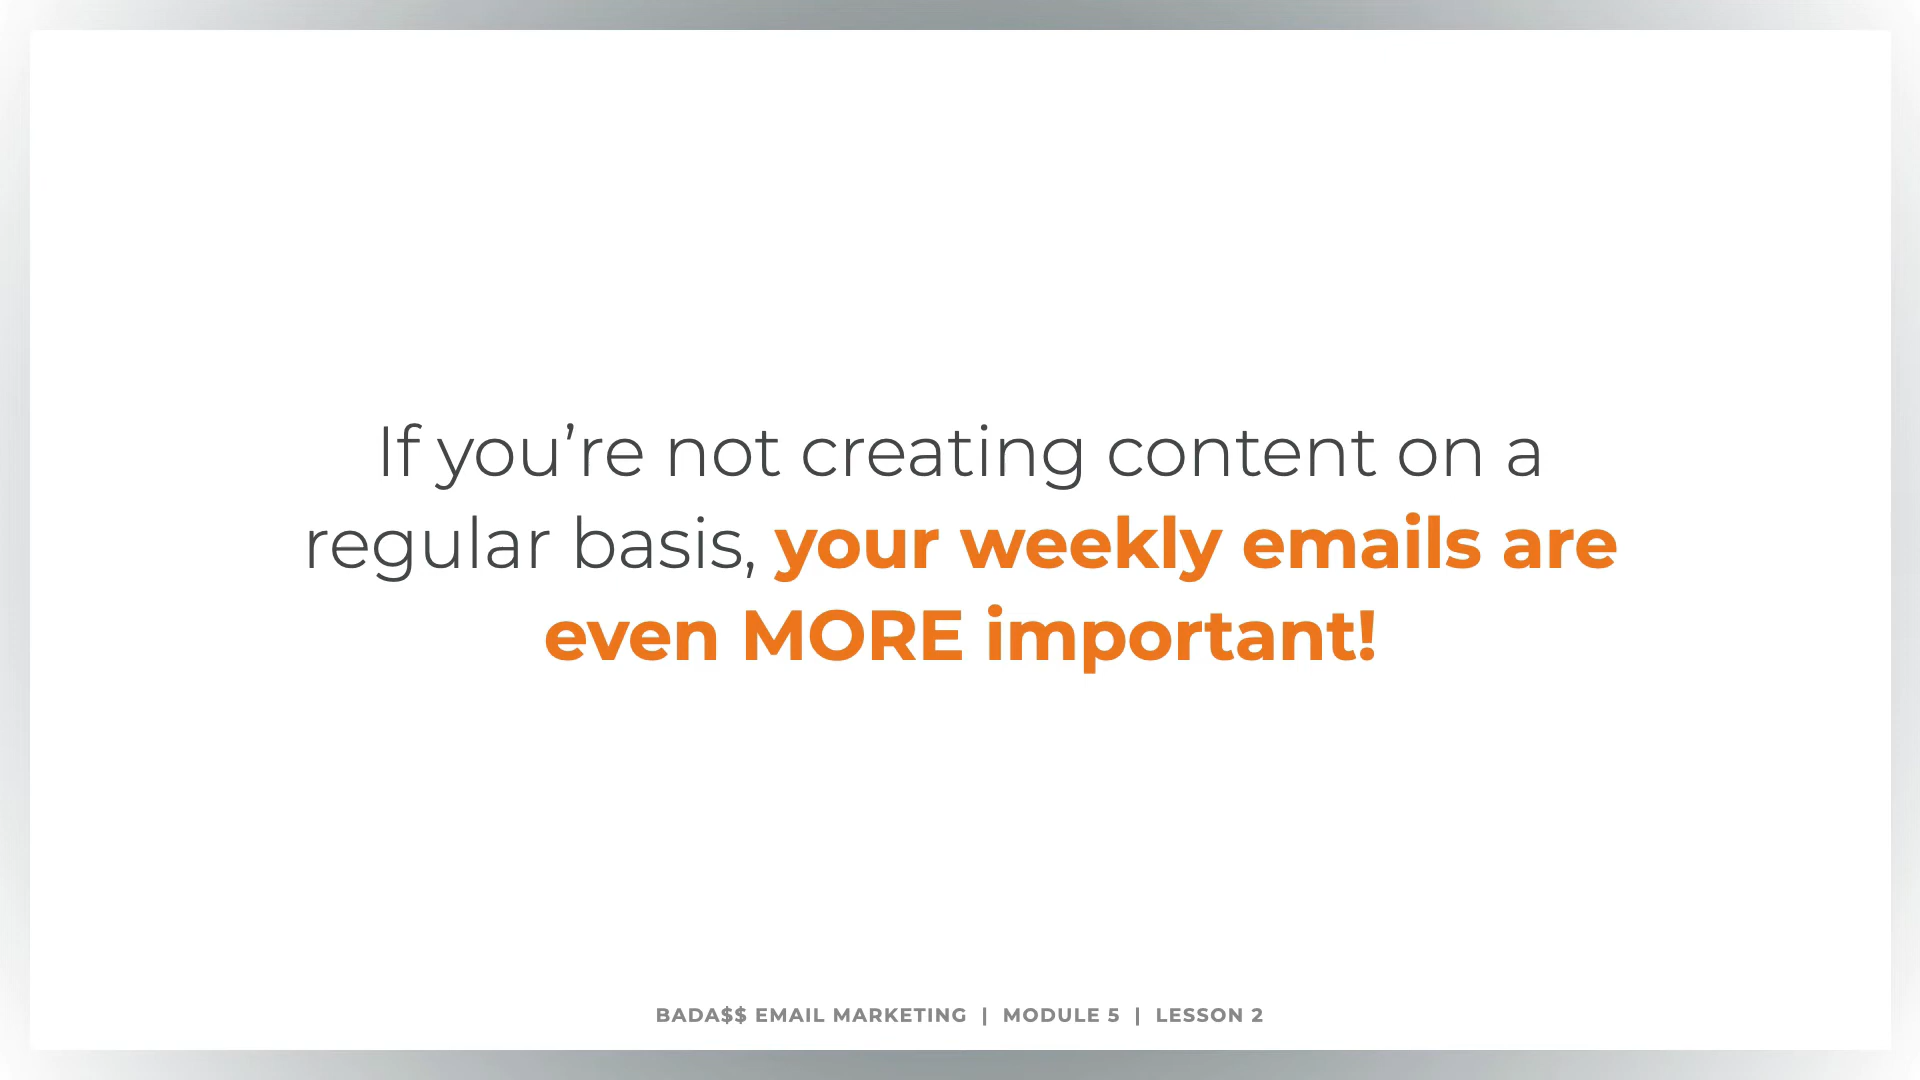 If you’re not creating content on a
regular basis, your weekly emails are
even MORE important!
BADA$$ EMAIL MARKETING | MODULE 5 | LESSON 2